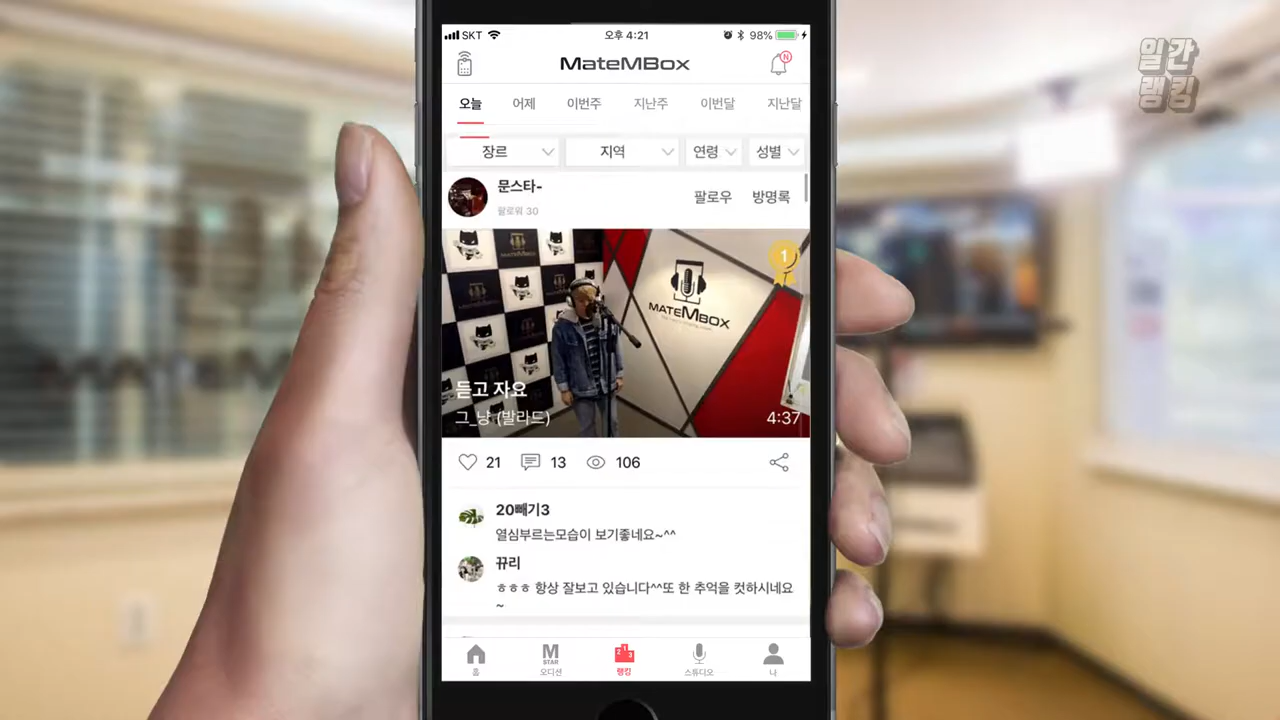 SKT 오후 4:21 98%
MateMBox
N
일간
랭킹
오늘 어제 이번주 지난주 이번달 지난달
장르 지역 연령 성별
문스타-
팔로워 30
팔로우 방명록
1
MATEMBOX
MATEMBOX
듣고 자요
그_냥 (발라드)
4:37
21 13 106
20빼기3
열심부르는모습이 보기좋네요~^^
뀨리
ㅎㅎㅎ 항상 잘보고 있습니다^^또 한 추억을 컷하시네요
~
홈 M STAR 오디션 2 1 3 랭킹 스튜디오 나